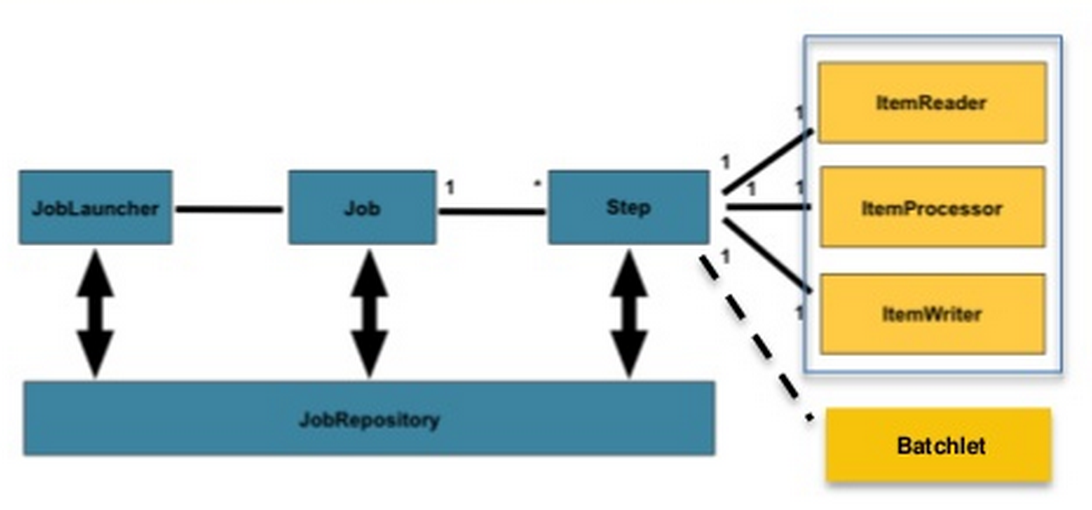 ItemReader
1
1
1
1
JobLauncher
Job
1
*
Step
ItemProcessor
1
1
ItemWriter
JobRepository
Batchlet